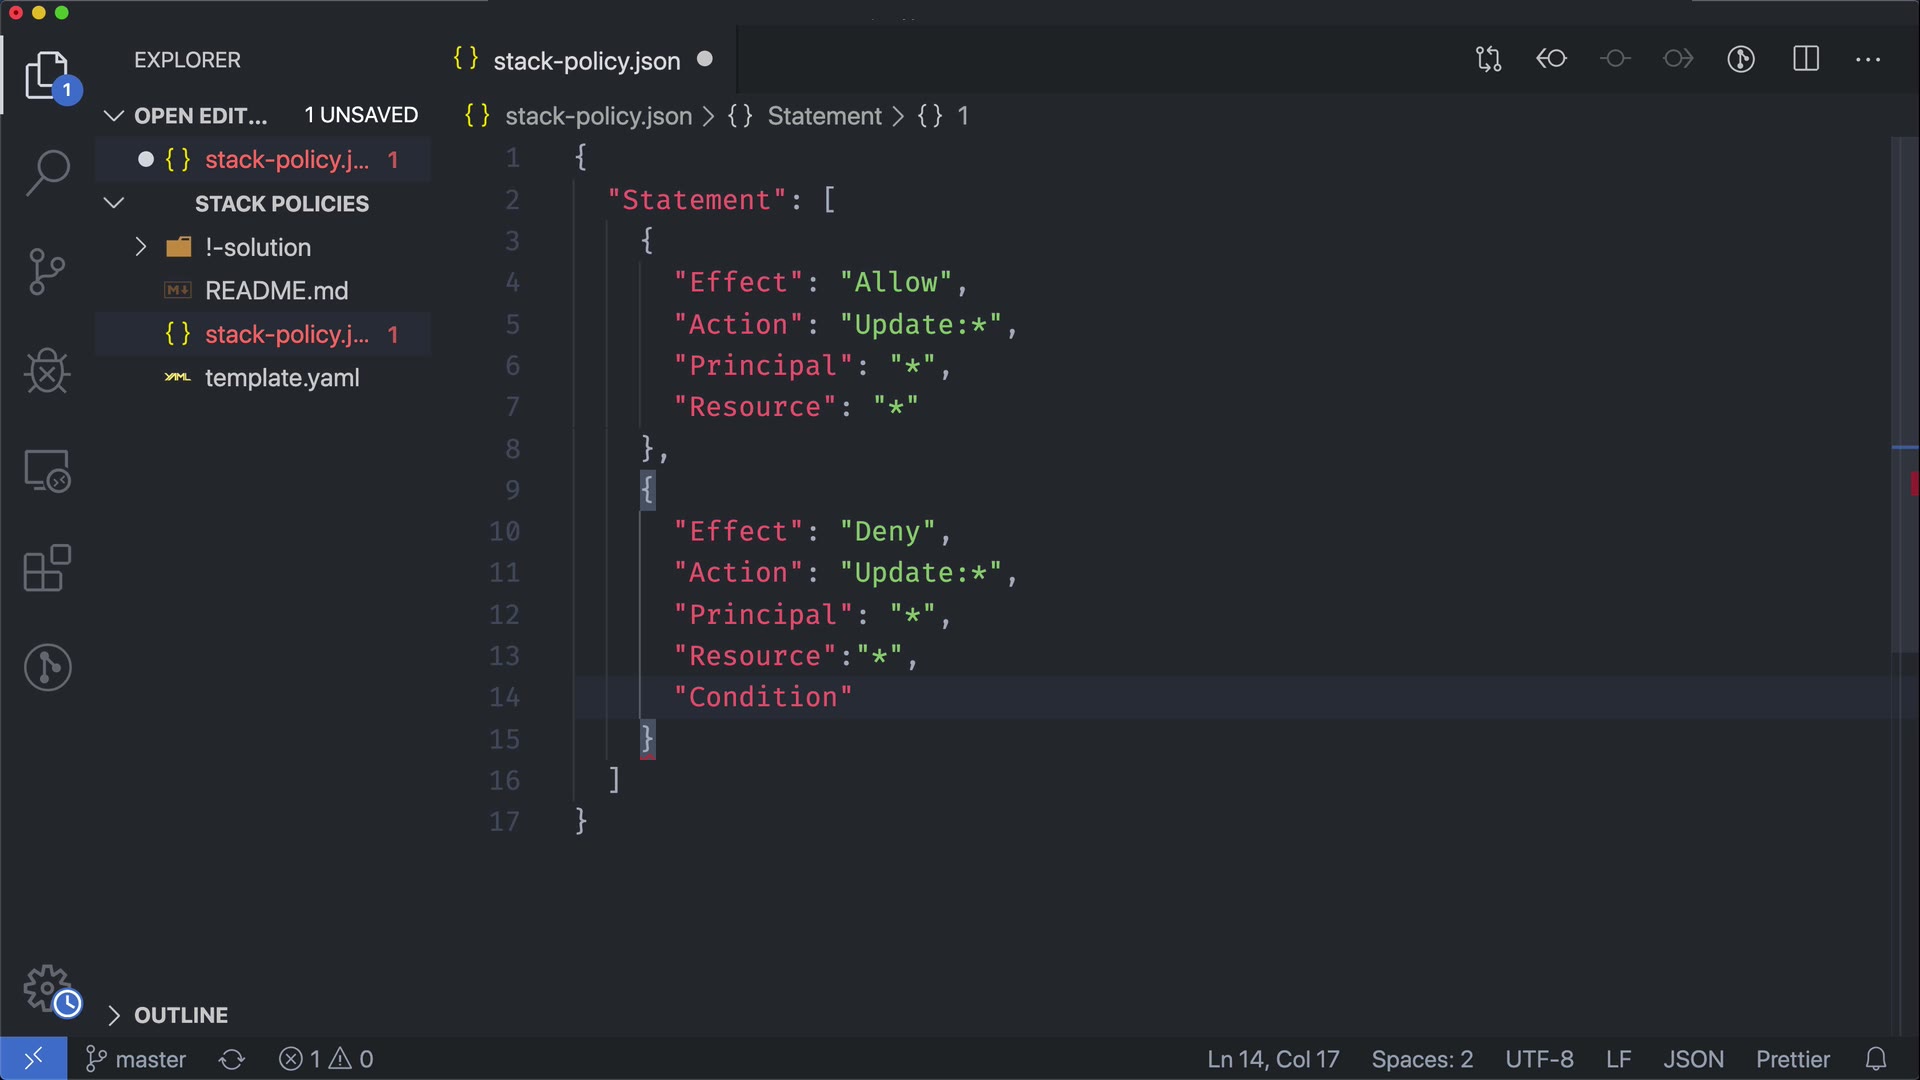 EXPLORER
OPEN EDIT... 1 UNSAVED
{} stack-policy.j... 1
STACK POLICIES
!-solution
README.md
{} stack-policy.j... 1
YAML template.yaml
OUTLINE
1
{} stack-policy.json
{} stack-policy.json > {} Statement > {} 1
1 {
2 "Statement": [
3 {
4 "Effect": "Allow",
5 "Action": "Update:*",
6 "Principal": "*",
7 "Resource": "*"
8 },
9 {
10 "Effect": "Deny",
11 "Action": "Update:*",
12 "Principal": "*",
13 "Resource":"*",
14 "Condition"
15 }
16 ]
17 }
master 1 0 Ln 14, Col 17 Spaces: 2 UTF-8 LF JSON Prettier